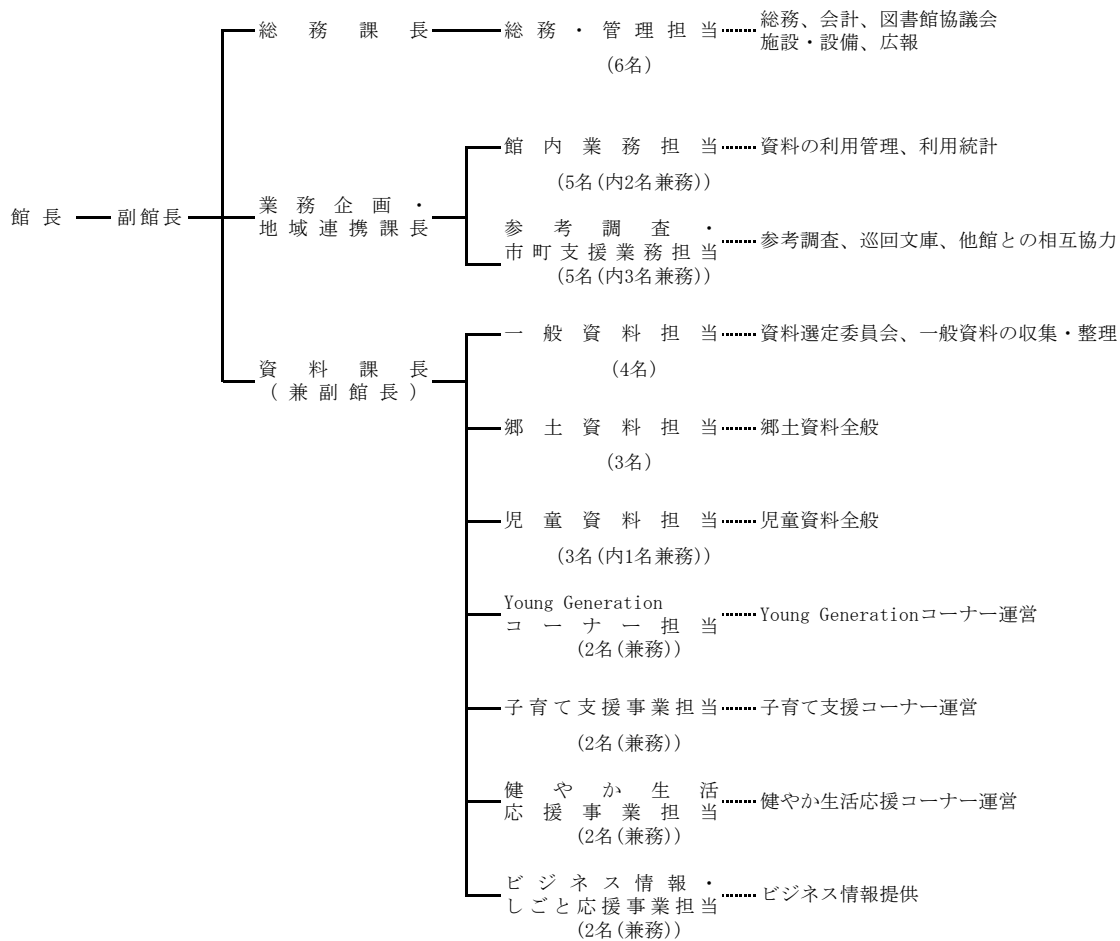 館長
副館長
総務課長
総務・管理担当
(6名)
総務、会計、図書館協議会
施設・設備、広報
業務企画・
地域連携課長
館内業務担当
(5名(内2名兼務))
資料の利用管理、利用統計
参考調査・
市町支援業務担当
(5名(内3名兼務))
参考調査、巡回文庫、他館との相互協力
資料課長
(兼副館長)
一般資料担当
(4名)
資料選定委員会、一般資料の収集・整理
郷土資料担当
(3名)
郷土資料全般
児童資料担当
(3名(内1名兼務))
児童資料全般
Young Generation
コーナー担当
(2名(兼務))
Young Generationコーナー運営
子育て支援事業担当
(2名(兼務))
子育て支援コーナー運営
健やか生活
応援事業担当
(2名(兼務))
健やか生活応援コーナー運営
ビジネス情報・
しごと応援事業担当
(2名(兼務))
ビジネス情報提供